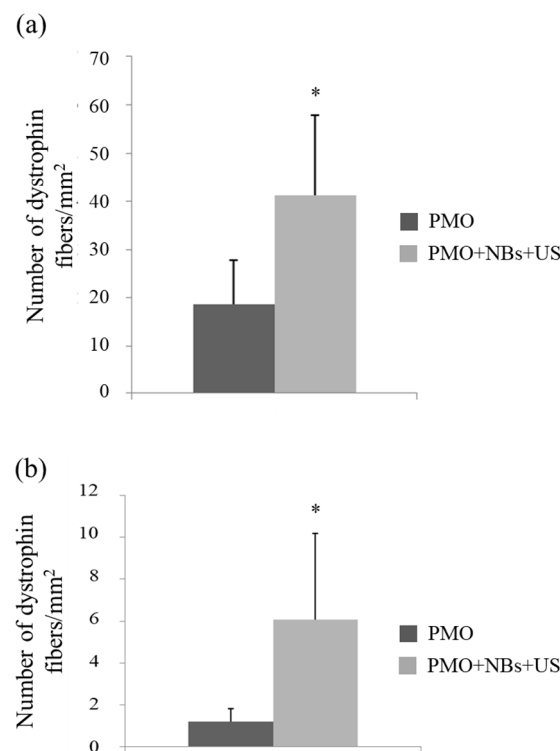 (a)
Number of dystrophin
fibers/mm²
70
60
50
40
30
20
10
0
*
PMO
PMO+NBs+US
(b)
Number of dystrophin
fibers/mm²
12
10
8
6
4
2
0
*
PMO
PMO+NBs+US